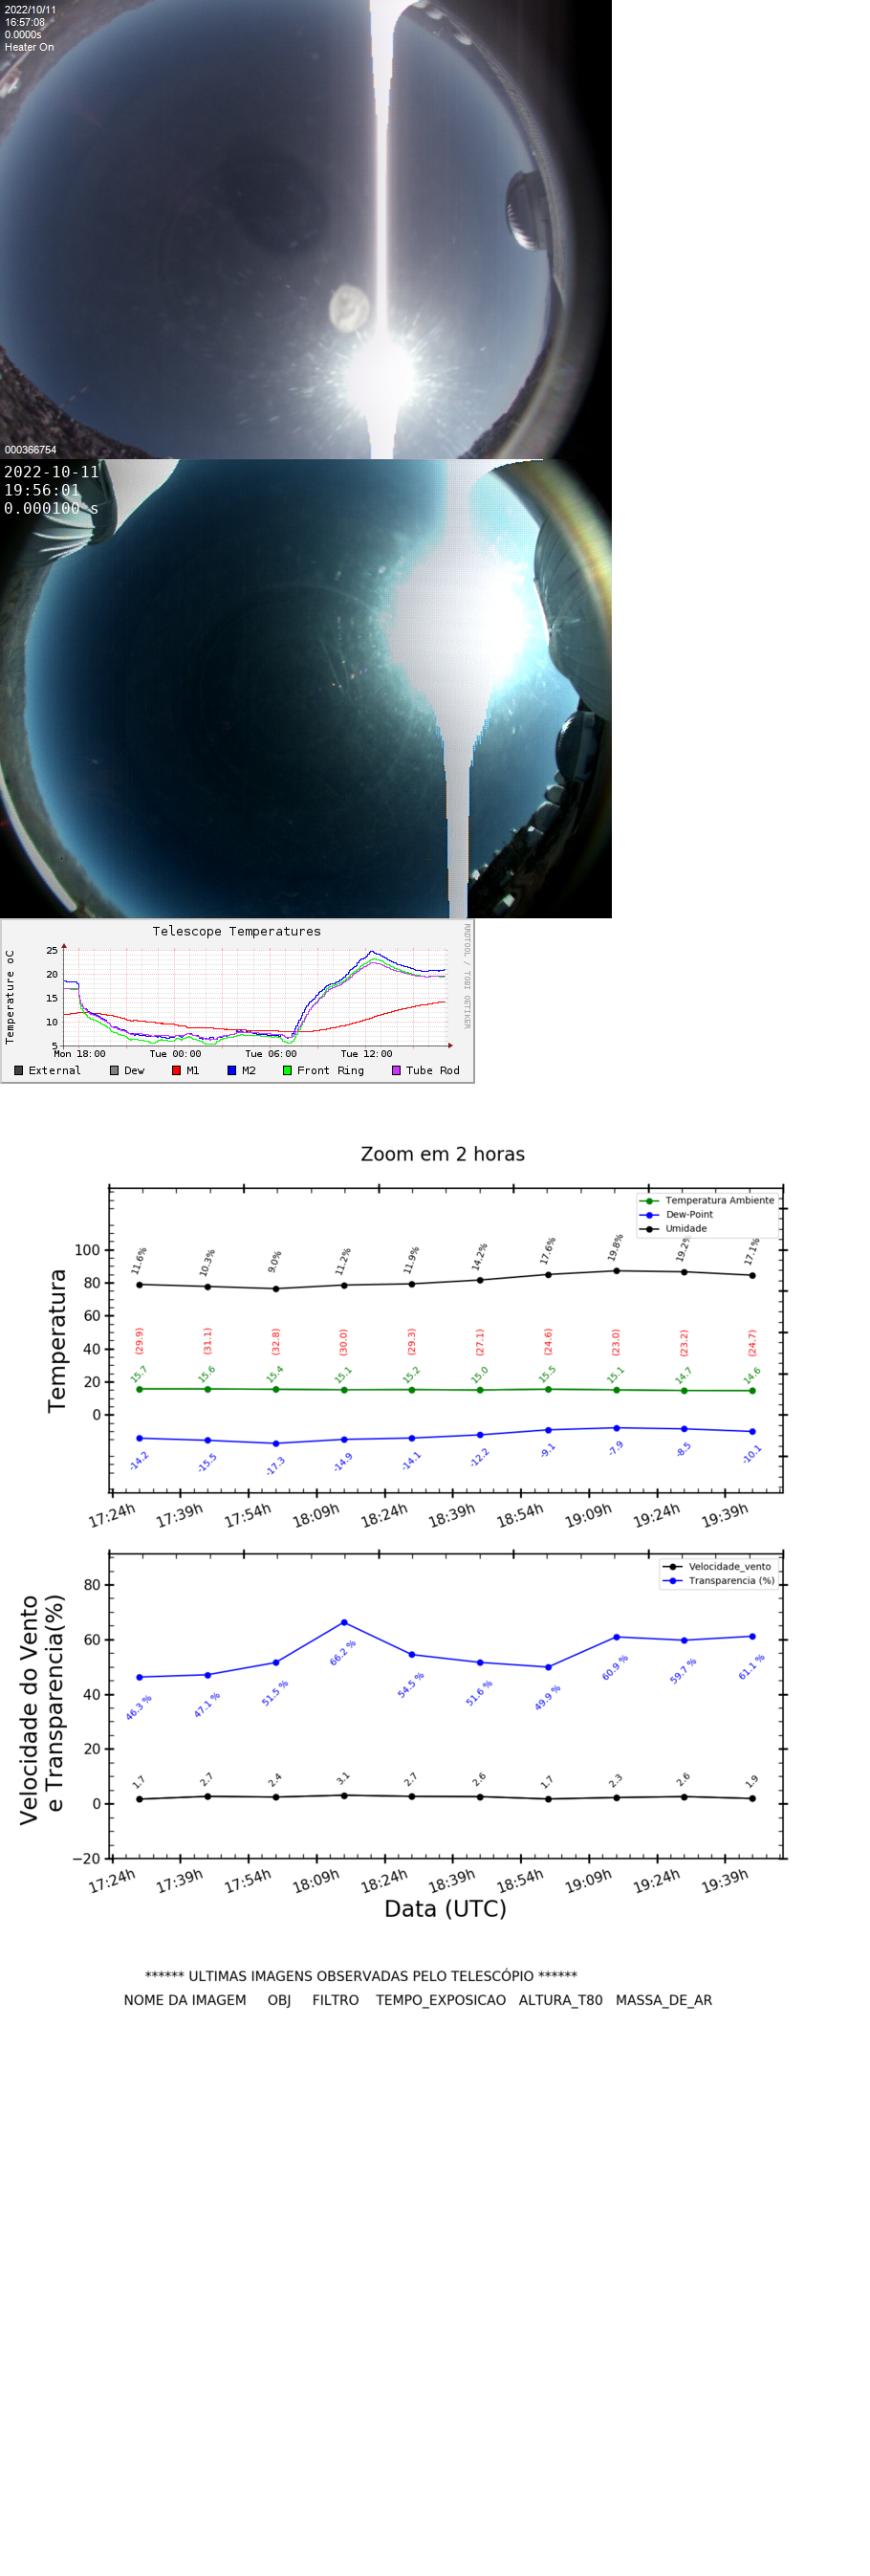 2022/10/11
16:57:08
0.0000s
Heater On
000366754
2022-10-11
19:56:01
0.000100 s
Telescope Temperatures
RRDTOOL / TOBI OETIKER
Temperature oC
25
20
15
10
5
Mon 18:00 Tue 00:00 Tue 06:00 Tue 12:00
External Dew M1 M2 Front Ring Tube Rod
Zoom em 2 horas
Temperatura Ambiente
Dew-Point
Umidade
Temperatura
100
80
60
40
20
0
11.6% 10.3% 9.0% 11.2% 11.9% 14.2% 17.6% 19.8% 19.2% 17.1%
(29.9) (31.1) (32.8) (30.0) (29.3) (27.1) (24.6) (23.0) (23.2) (24.7)
15.7 15.6 15.4 15.1 15.2 15.0 15.5 15.1 14.7 14.6
-14.2 -15.5 -17.3 -14.9 -14.1 -12.2 -9.1 -7.9 -8.5 -10.1
17:24h 17:39h 17:54h 18:09h 18:24h 18:39h 18:54h 19:09h 19:24h 19:39h
Velocidade_vento
Transparencia (%)
Velocidade do Vento
e Transparencia(%)
80
60
40
20
0
−20
46.3 % 47.1 % 51.5 % 66.2 % 54.5 % 51.6 % 49.9 % 60.9 % 59.7 % 61.1 %
1.7 2.7 2.4 3.1 2.7 2.6 1.7 2.3 2.6 1.9
17:24h 17:39h 17:54h 18:09h 18:24h 18:39h 18:54h 19:09h 19:24h 19:39h
Data (UTC)
****** ULTIMAS IMAGENS OBSERVADAS PELO TELESCÓPIO ******
NOME DA IMAGEM OBJ FILTRO TEMPO_EXPOSICAO ALTURA_T80 MASSA_DE_AR